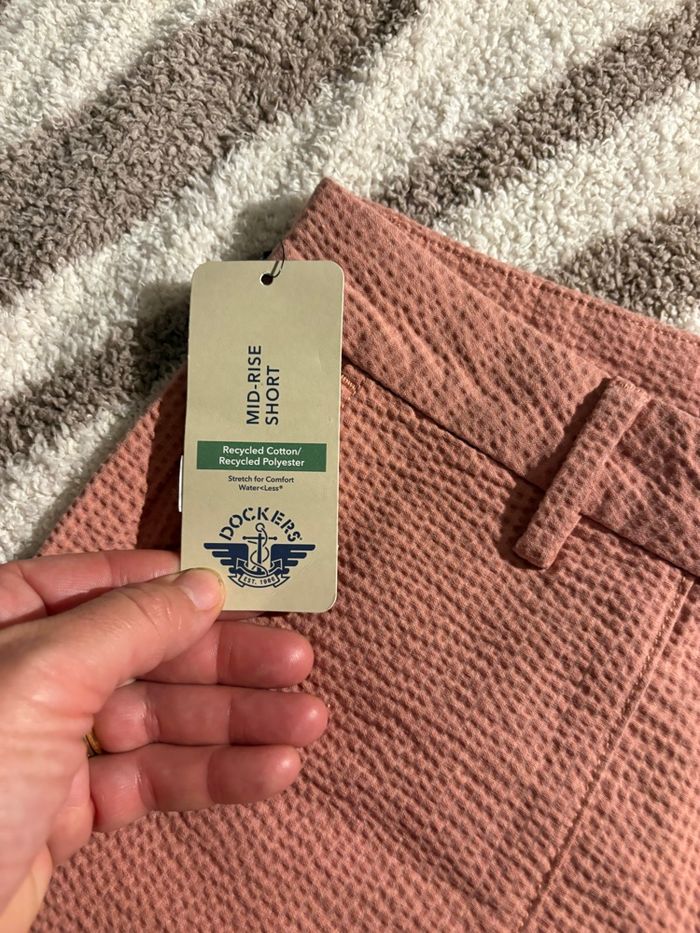 MID-RISE
SHORT
Recycled Cotton/
Recycled Polyester
Stretch for Comfort
Water<Less®
DOCKERS
EST. 1986